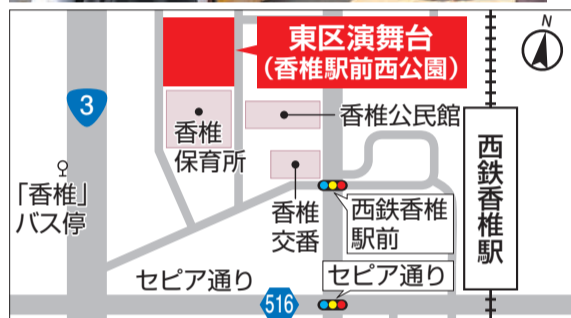 東区演舞台
（香椎駅前西公園）
N
3
香椎
保育所
香椎公民館
「香椎」
バス停
香椎
交番
西鉄香椎
駅前
西鉄香椎駅
セピア通り
セピア通り
516